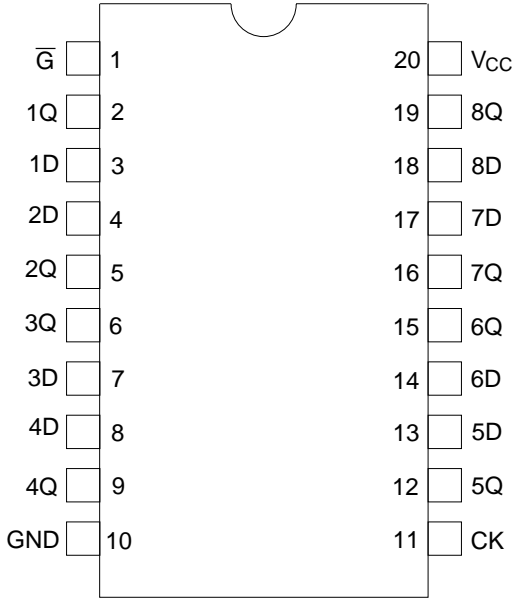 G̅ 1 20 VCC
1Q 2 19 8Q
1D 3 18 8D
2D 4 17 7D
2Q 5 16 7Q
3Q 6 15 6Q
3D 7 14 6D
4D 8 13 5D
4Q 9 12 5Q
GND 10 11 CK